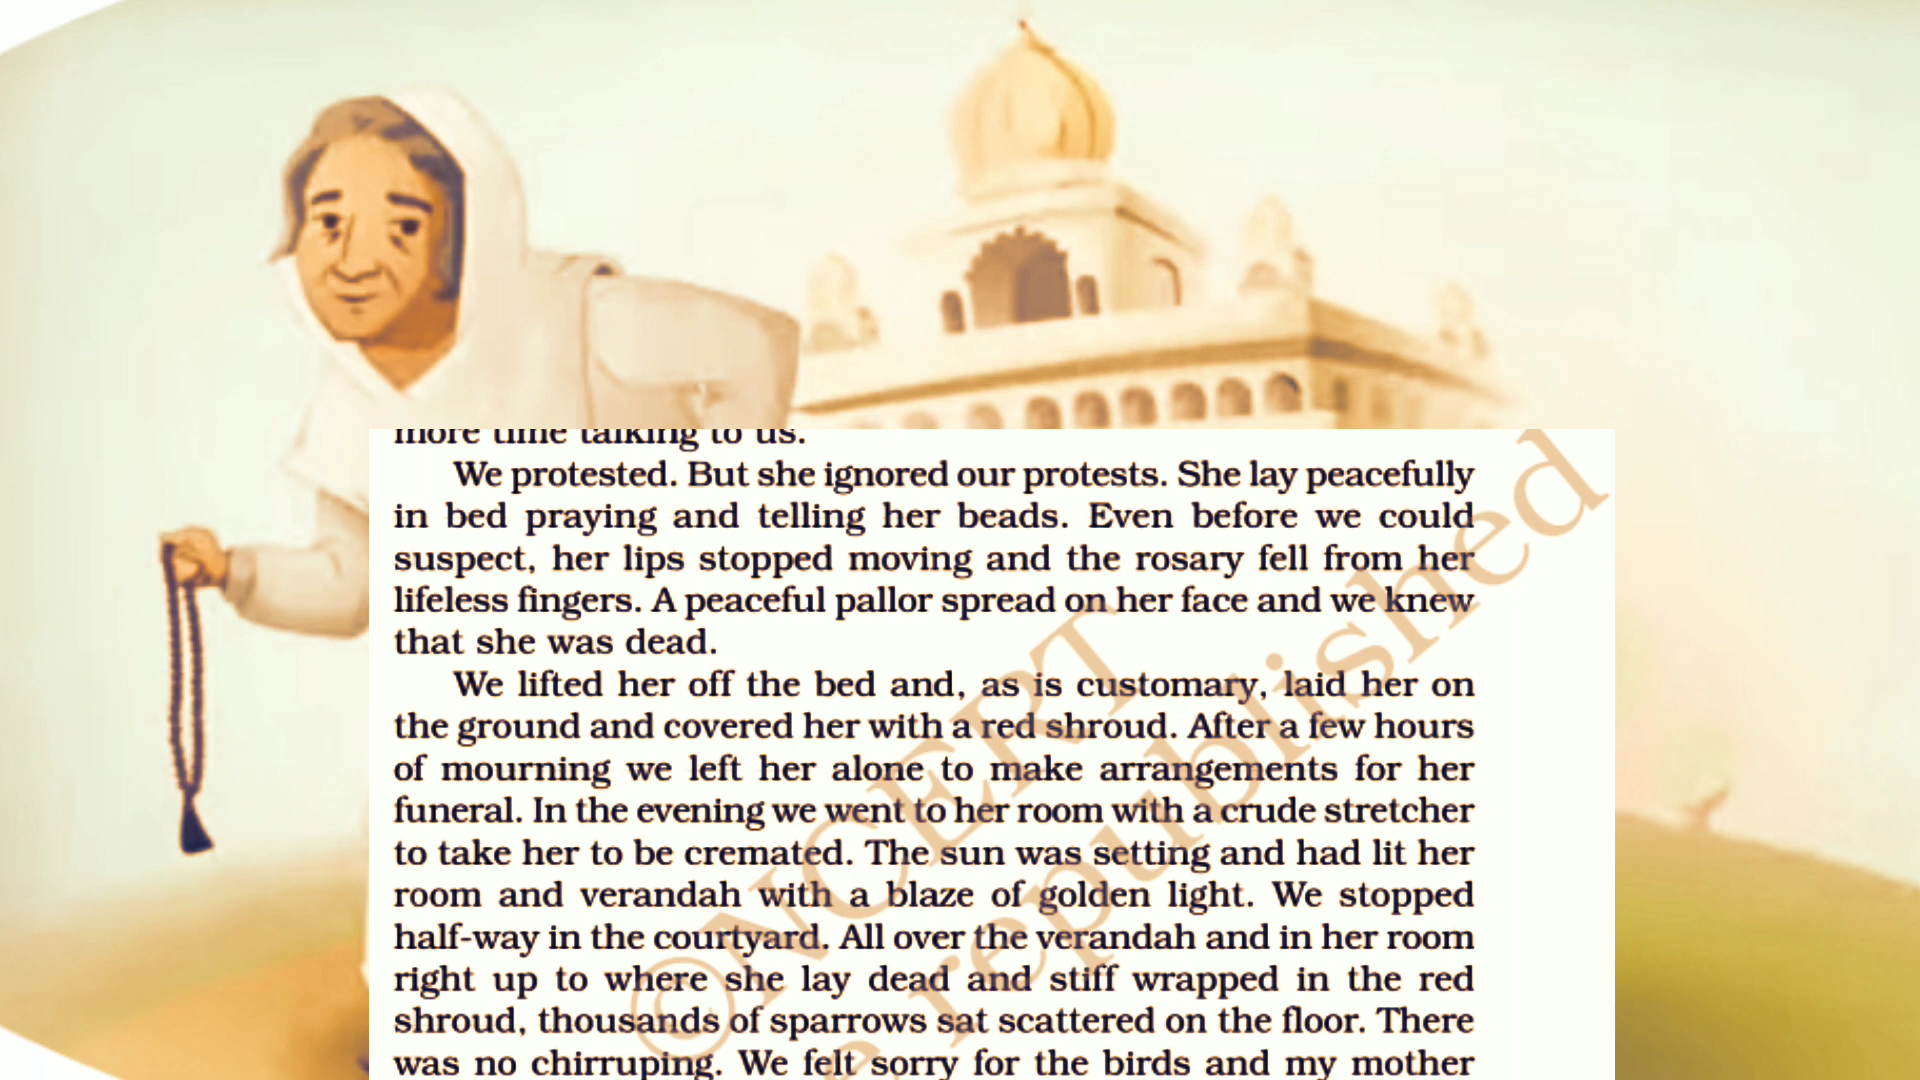 more time talking to us.
We protested. But she ignored our protests. She lay peacefully
in bed praying and telling her beads. Even before we could
suspect, her lips stopped moving and the rosary fell from her
lifeless fingers. A peaceful pallor spread on her face and we knew
that she was dead.
We lifted her off the bed and, as is customary, laid her on
the ground and covered her with a red shroud. After a few hours
of mourning we left her alone to make arrangements for her
funeral. In the evening we went to her room with a crude stretcher
to take her to be cremated. The sun was setting and had lit her
room and verandah with a blaze of golden light. We stopped
half-way in the courtyard. All over the verandah and in her room
right up to where she lay dead and stiff wrapped in the red
shroud, thousands of sparrows sat scattered on the floor. There
was no chirruping. We felt sorry for the birds and my mother
©NCERT
e republished